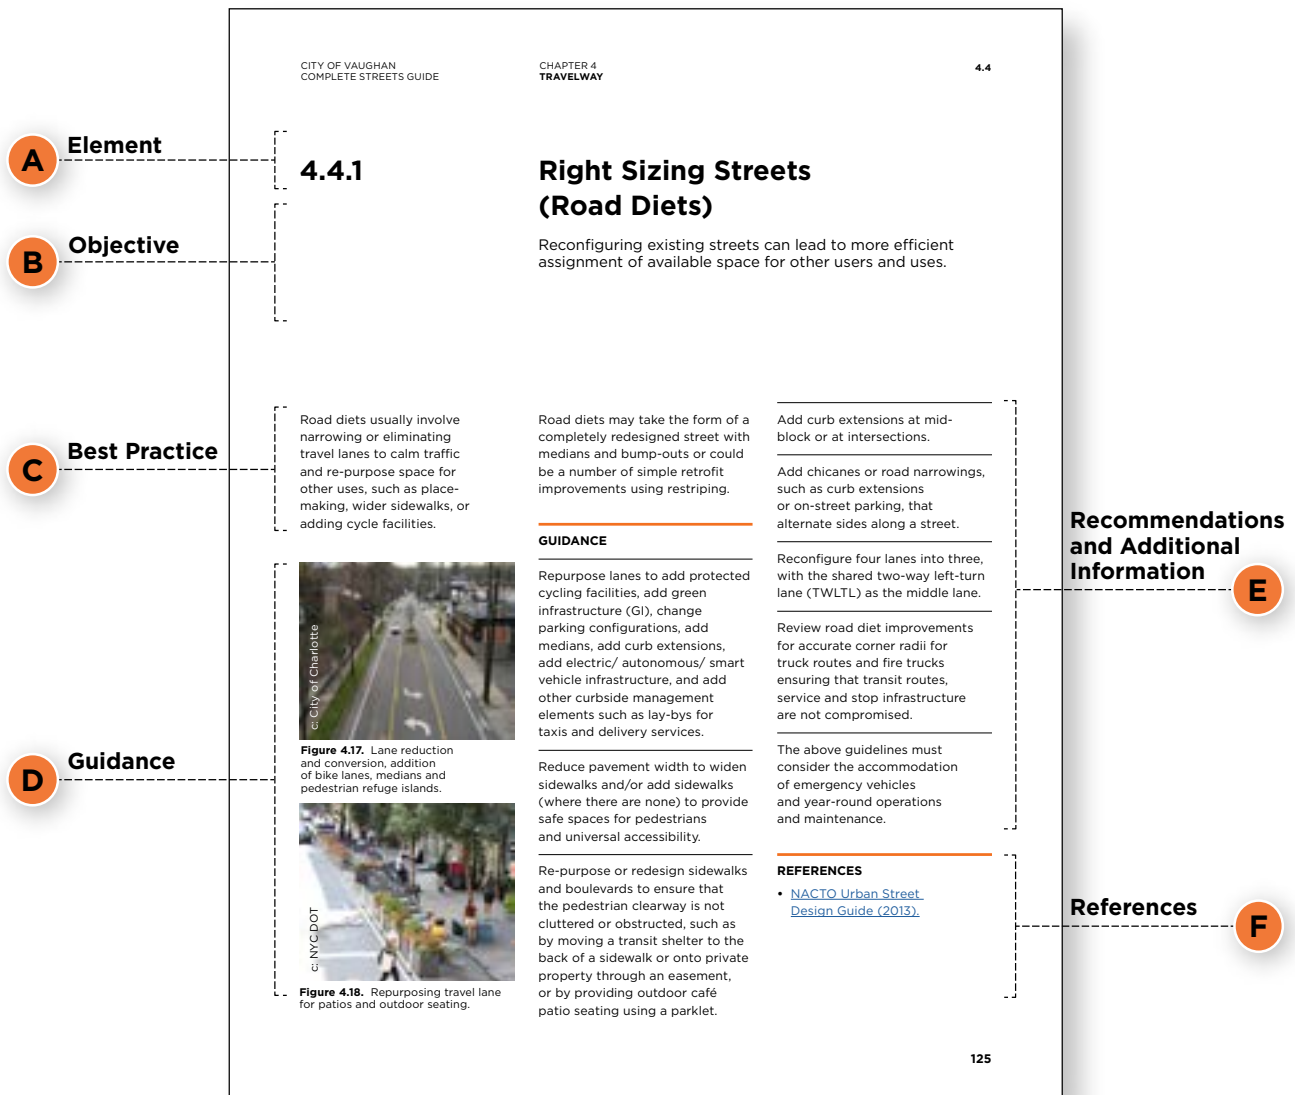 CITY OF VAUGHAN
COMPLETE STREETS GUIDE
CHAPTER 4
TRAVELWAY
4.4
A
Element
4.4.1
Right Sizing Streets
(Road Diets)
B
Objective
Reconfiguring existing streets can lead to more efficient
assignment of available space for other users and uses.
C
Best Practice
Road diets usually involve
narrowing or eliminating
travel lanes to calm traffic
and re-purpose space for
other uses, such as place-
making, wider sidewalks, or
adding cycle facilities.
D
Guidance
c: City of Charlotte
Figure 4.17. Lane reduction
and conversion, addition
of bike lanes, medians and
pedestrian refuge islands.
c: NYC DOT
Figure 4.18. Repurposing travel lane
for patios and outdoor seating.
Road diets may take the form of a
completely redesigned street with
medians and bump-outs or could
be a number of simple retrofit
improvements using restriping.
GUIDANCE
Repurpose lanes to add protected
cycling facilities, add green
infrastructure (GI), change
parking configurations, add
medians, add curb extensions,
add electric/ autonomous/ smart
vehicle infrastructure, and add
other curbside management
elements such as lay-bys for
taxis and delivery services.
Reduce pavement width to widen
sidewalks and/or add sidewalks
(where there are none) to provide
safe spaces for pedestrians
and universal accessibility.
Re-purpose or redesign sidewalks
and boulevards to ensure that
the pedestrian clearway is not
cluttered or obstructed, such as
by moving a transit shelter to the
back of a sidewalk or onto private
property through an easement,
or by providing outdoor café
patio seating using a parklet.
Add curb extensions at mid-
block or at intersections.
Add chicanes or road narrowings,
such as curb extensions
or on-street parking, that
alternate sides along a street.
Reconfigure four lanes into three,
with the shared two-way left-turn
lane (TWLTL) as the middle lane.
Review road diet improvements
for accurate corner radii for
truck routes and fire trucks
ensuring that transit routes,
service and stop infrastructure
are not compromised.
The above guidelines must
consider the accommodation
of emergency vehicles
and year-round operations
and maintenance.
Recommendations
and Additional
Information
E
REFERENCES
• NACTO Urban Street
Design Guide (2013).
References
F
125